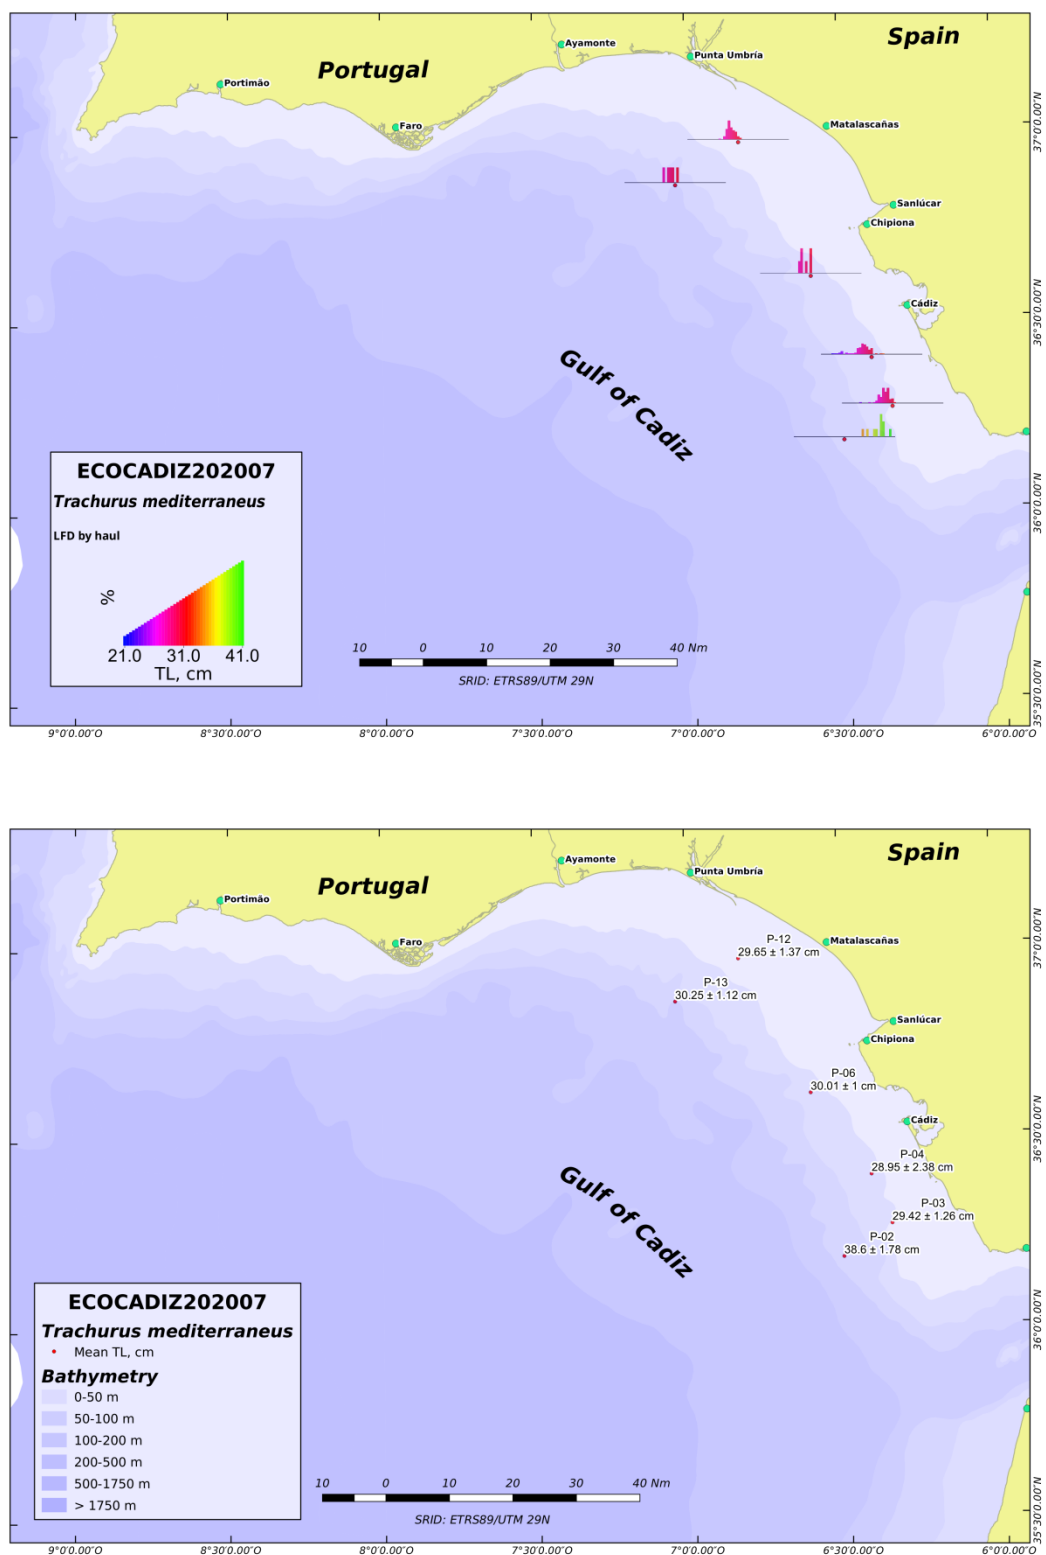 Spain
Portugal
Ayamonte
Punta Umbría
Portimão
Faro
Matalascañas
Sanlúcar
Chipiona
Cádiz
Gulf of Cadiz
37°0'0.00"N
36°30'0.00"N
36°0'0.00"N
35°30'0.00"N
ECOCADIZ202007
Trachurus mediterraneus
LFD by haul
%
21.0 31.0 41.0
TL, cm
10 0 10 20 30 40 Nm
SRID: ETRS89/UTM 29N
9°0'0.00"O 8°30'0.00"O 8°0'0.00"O 7°30'0.00"O 7°0'0.00"O 6°30'0.00"O 6°0'0.00"O
Spain
Portugal
Ayamonte
Punta Umbría
Portimão
Faro
Matalascañas
P-12
29.65 ± 1.37 cm
P-13
30.25 ± 1.12 cm
Sanlúcar
Chipiona
P-06
30.01 ± 1 cm
Cádiz
P-04
28.95 ± 2.38 cm
P-03
29.42 ± 1.26 cm
P-02
38.6 ± 1.78 cm
Gulf of Cadiz
37°0'0.00"N
36°30'0.00"N
36°0'0.00"N
35°30'0.00"N
ECOCADIZ202007
Trachurus mediterraneus
Mean TL, cm
Bathymetry
0-50 m
50-100 m
100-200 m
200-500 m
500-1750 m
> 1750 m
10 0 10 20 30 40 Nm
SRID: ETRS89/UTM 29N
9°0'0.00"O 8°30'0.00"O 8°0'0.00"O 7°30'0.00"O 7°0'0.00"O 6°30'0.00"O 6°0'0.00"O